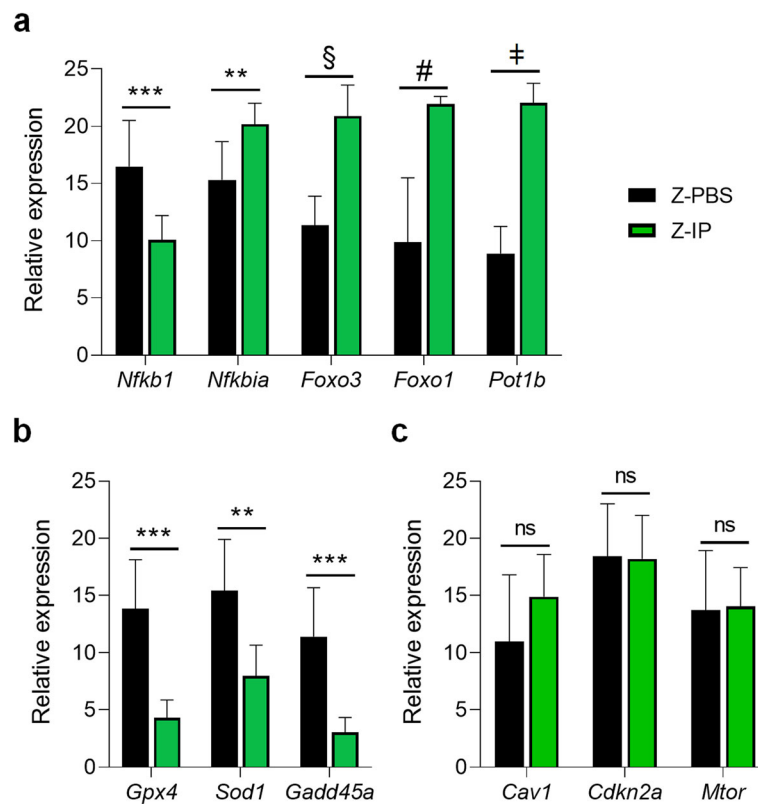 a
§
# ‡
*** **
25
20
15
10
5
0
Relative expression
Nfkb1 Nfkbia Foxo3 Foxo1 Pot1b
Z-PBS
Z-IP
b
*** ** ***
25
20
15
10
5
0
Relative expression
Gpx4 Sod1 Gadd45a
c
ns ns ns
25
20
15
10
5
0
Relative expression
Cav1 Cdkn2a Mtor